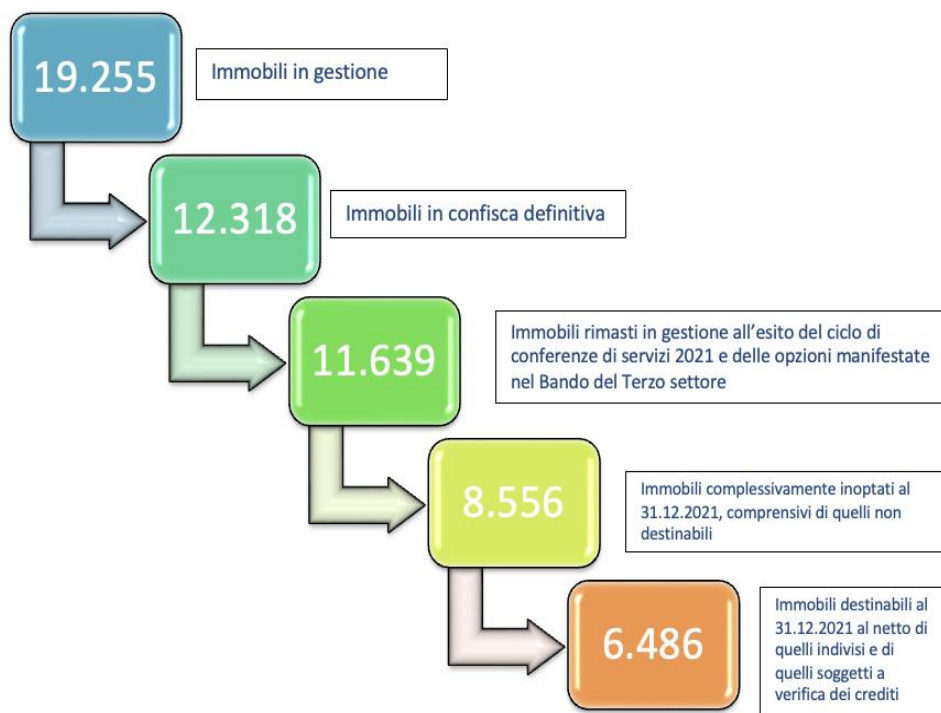 19.255
Immobili in gestione
12.318
Immobili in confisca definitiva
11.639
Immobili rimasti in gestione all'esito del ciclo di
conferenze di servizi 2021 e delle opzioni manifestate
nel Bando del Terzo settore
8.556
Immobili complessivamente inoptati al
31.12.2021, comprensivi di quelli non
destinabili
6.486
Immobili destinabili al
31.12.2021 al netto di
quelli indivisi e di
quelli soggetti a
verifica dei crediti